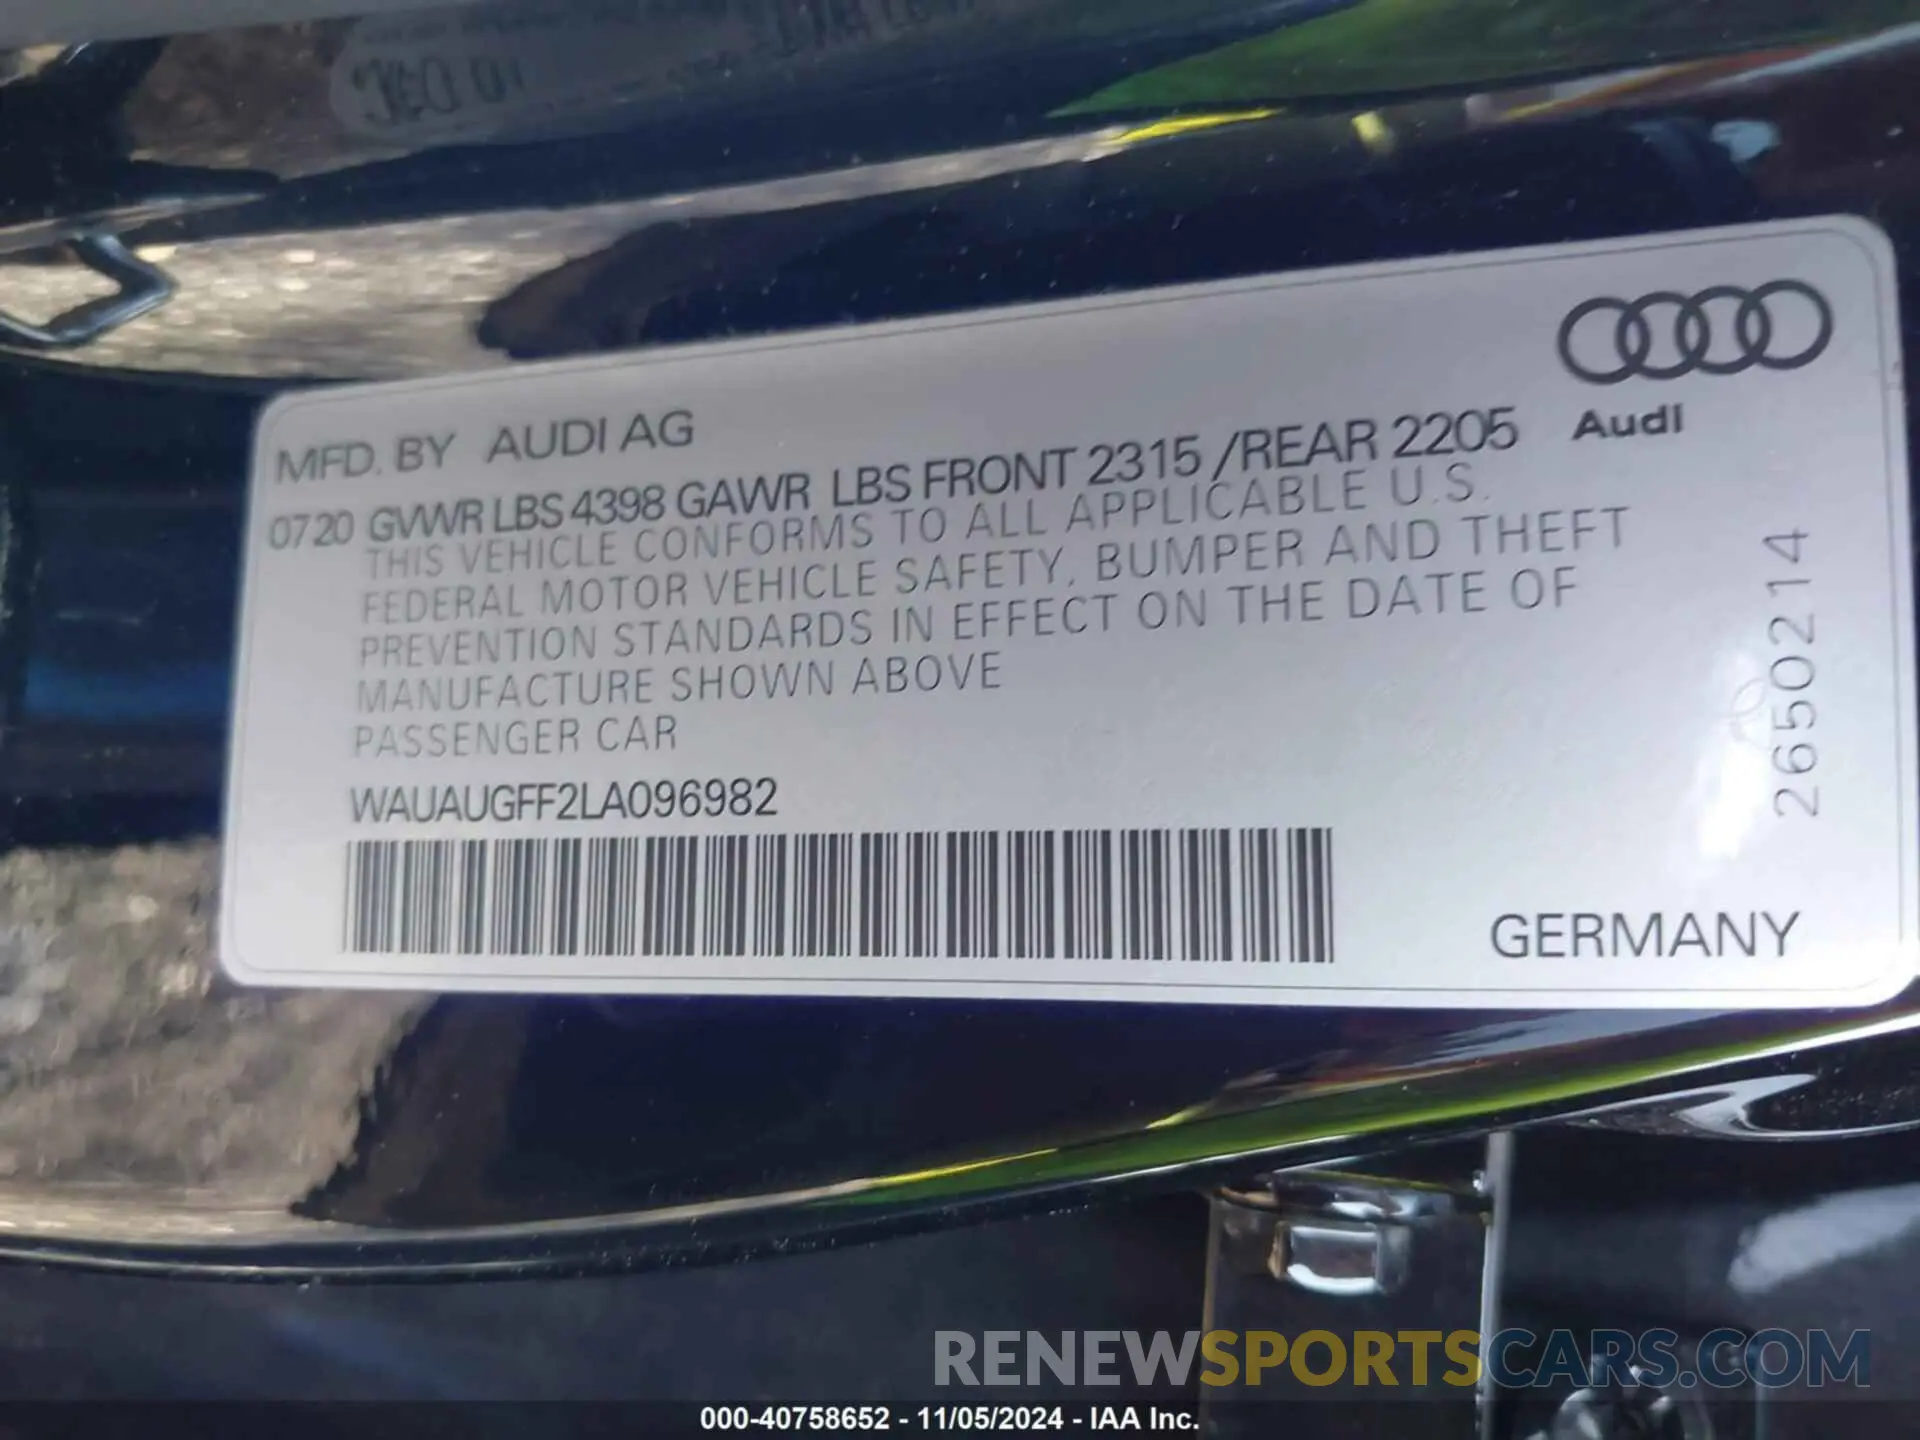 MFD. BY AUDI AG
0720 GVWR LBS 4398 GAWR LBS FRONT 2315 /REAR 2205
Audi
THIS VEHICLE CONFORMS TO ALL APPLICABLE U.S.
FEDERAL MOTOR VEHICLE SAFETY, BUMPER AND THEFT
PREVENTION STANDARDS IN EFFECT ON THE DATE OF
MANUFACTURE SHOWN ABOVE
PASSENGER CAR
WAUAUGFF2LA096982
2650214
GERMANY
RENEWSPORTSCARS.COM
000-40758652 - 11/05/2024 - IAA Inc.